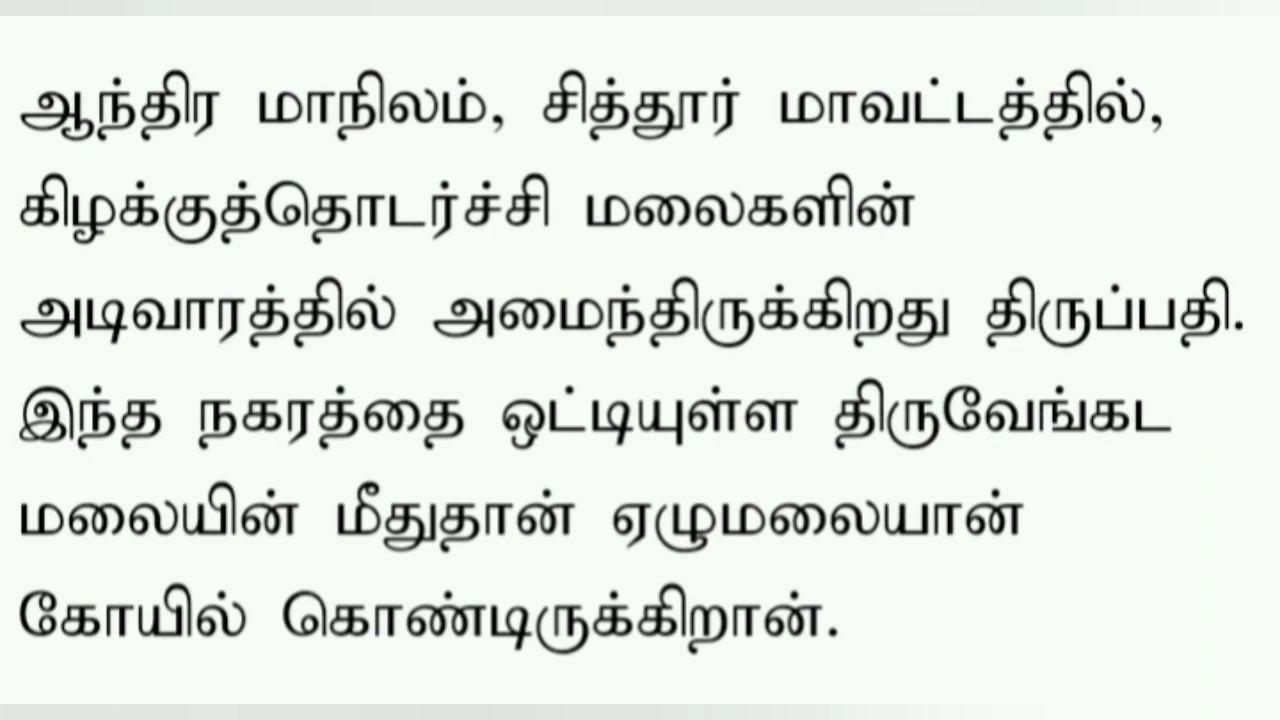 ஆந்திர மாநிலம், சித்தூர் மாவட்டத்தில்,
கிழக்குத்தொடர்ச்சி மலைகளின்
அடிவாரத்தில் அமைந்திருக்கிறது திருப்பதி.
இந்த நகரத்தை ஒட்டியுள்ள திருவேங்கட
மலையின் மீதுதான் ஏழுமலையான்
கோயில் கொண்டிருக்கிறான்.